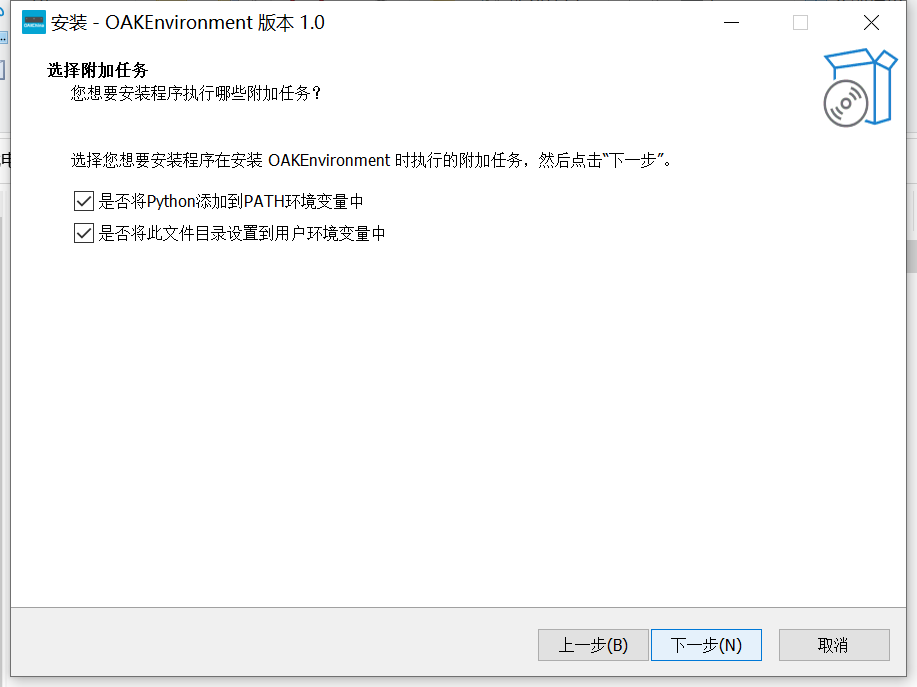 安装 - OAKEnvironment 版本 1.0
选择附加任务
您想要安装程序执行哪些附加任务？
选择您想要安装程序在安装 OAKEnvironment 时执行的附加任务，然后点击“下一步”。
是否将Python添加到PATH环境变量中
是否将此文件目录设置到用户环境变量中
上一步(B)
下一步(N)
取消